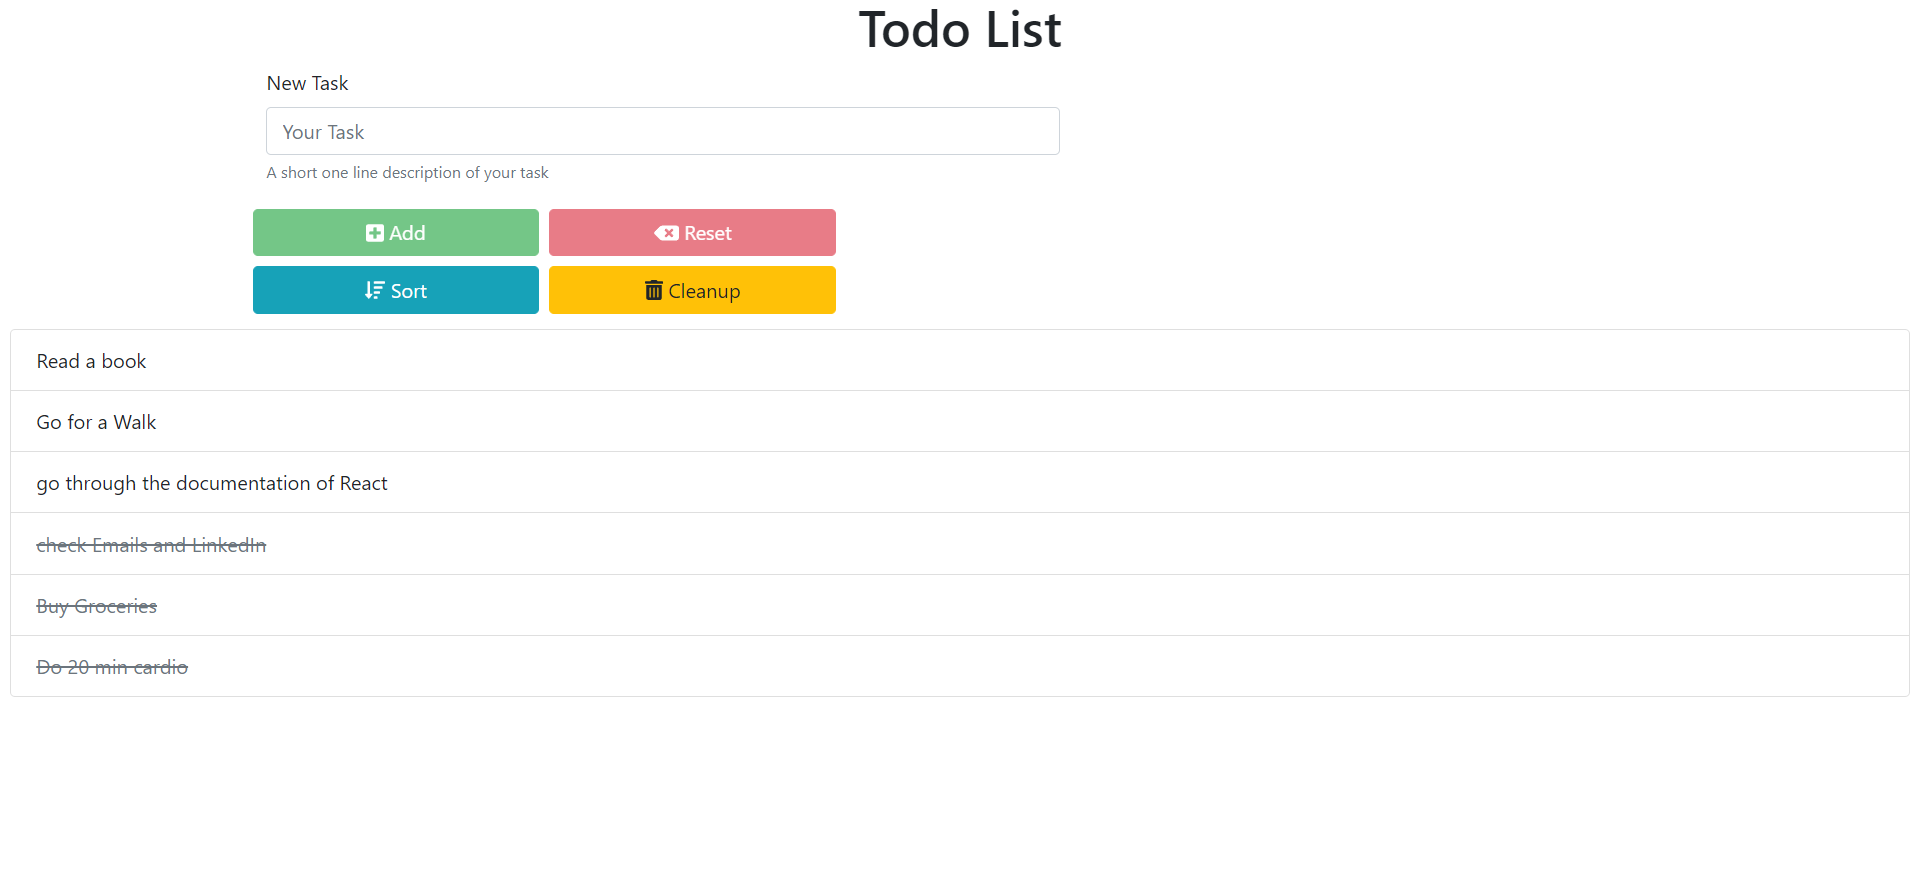 Todo List
New Task
Your Task
A short one line description of your task
Add Reset
Sort Cleanup
Read a book
Go for a Walk
go through the documentation of React
check Emails and LinkedIn
Buy Groceries
Do 20 min cardio